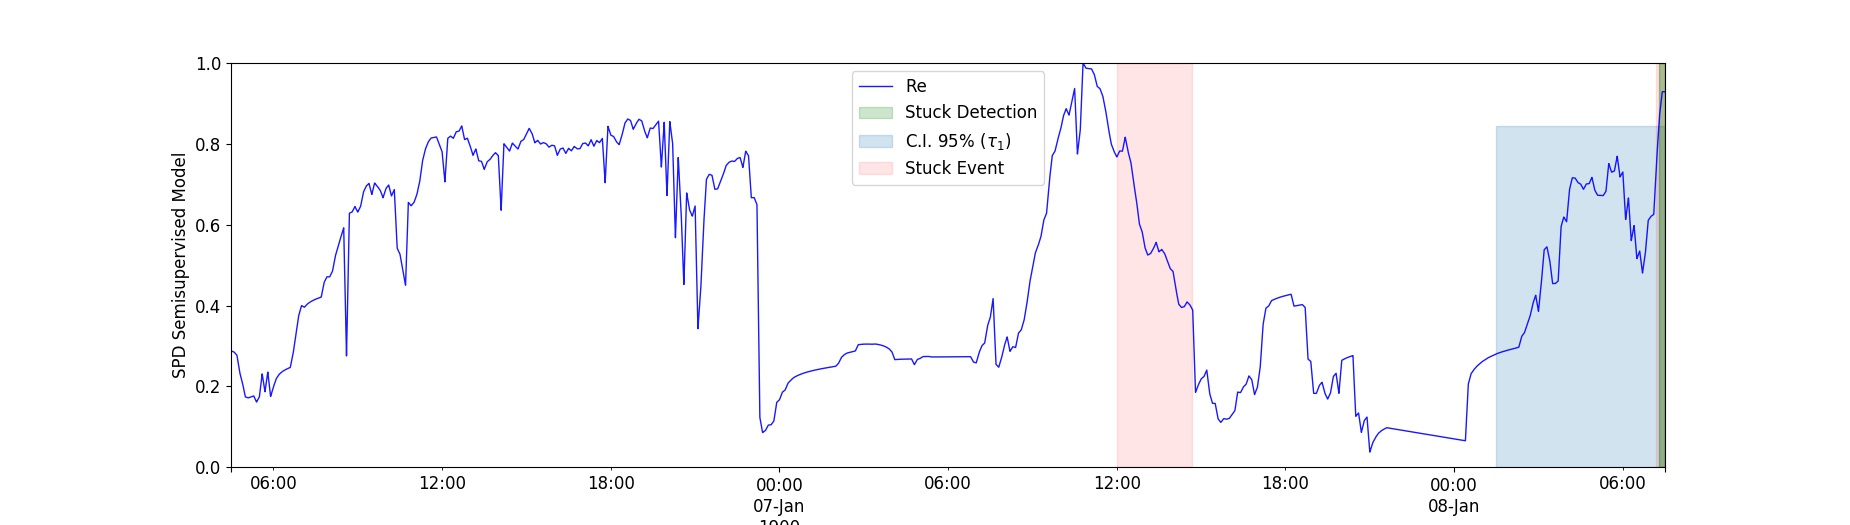 SPD Semisupervised Model
1.0
0.8
0.6
0.4
0.2
0.0
Re
Stuck Detection
C.I. 95% (τ₁)
Stuck Event
06:00 12:00 18:00 00:00 06:00 12:00 18:00 00:00 06:00
07-Jan 08-Jan
1900